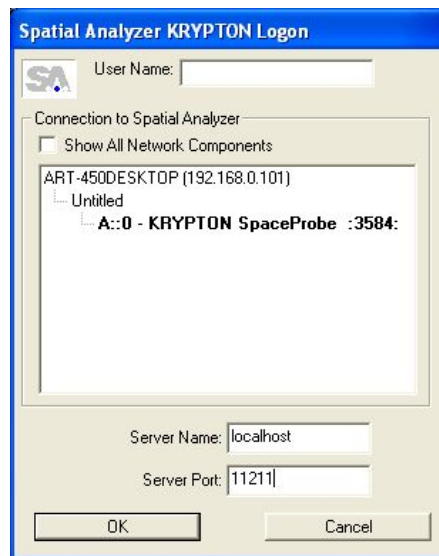 Spatial Analyzer KRYPTON Logon
SA
User Name:
Connection to Spatial Analyzer
Show All Network Components
ART-450DESKTOP (192.168.0.101)
Untitled
A::0 - KRYPTON SpaceProbe :3584:
Server Name: localhost
Server Port: 11211
OK Cancel